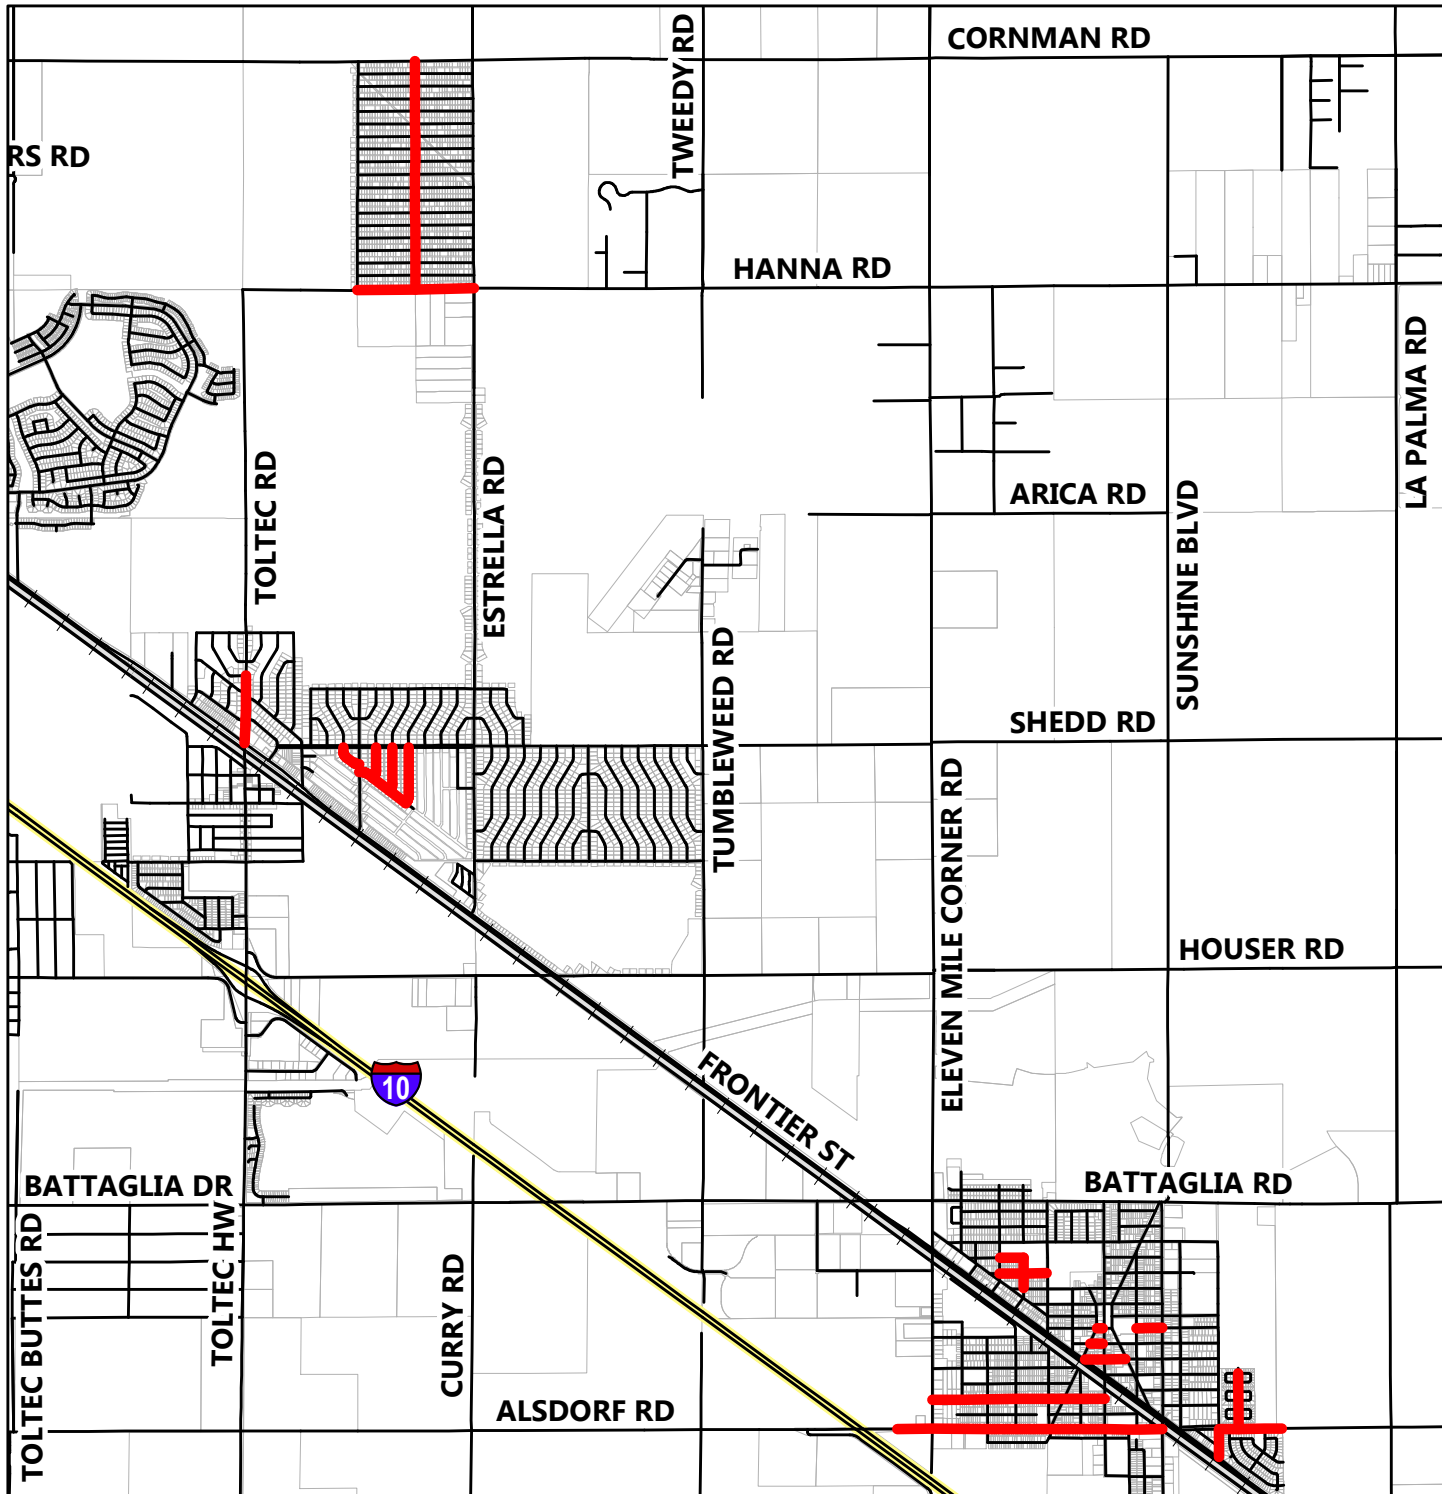 CORNMAN RD
TWEEDY RD
RS RD
HANNA RD
LA PALMA RD
TOLTEC RD
ESTRELLA RD
ARICA RD
SUNSHINE BLVD
TUMBLEWEED RD
SHEDD RD
ELEVEN MILE CORNER RD
HOUSER RD
10
FRONTIER ST
BATTAGLIA DR
BATTAGLIA RD
TOLTEC BUTTES RD
TOLTEC HW
CURRY RD
ALSDORF RD